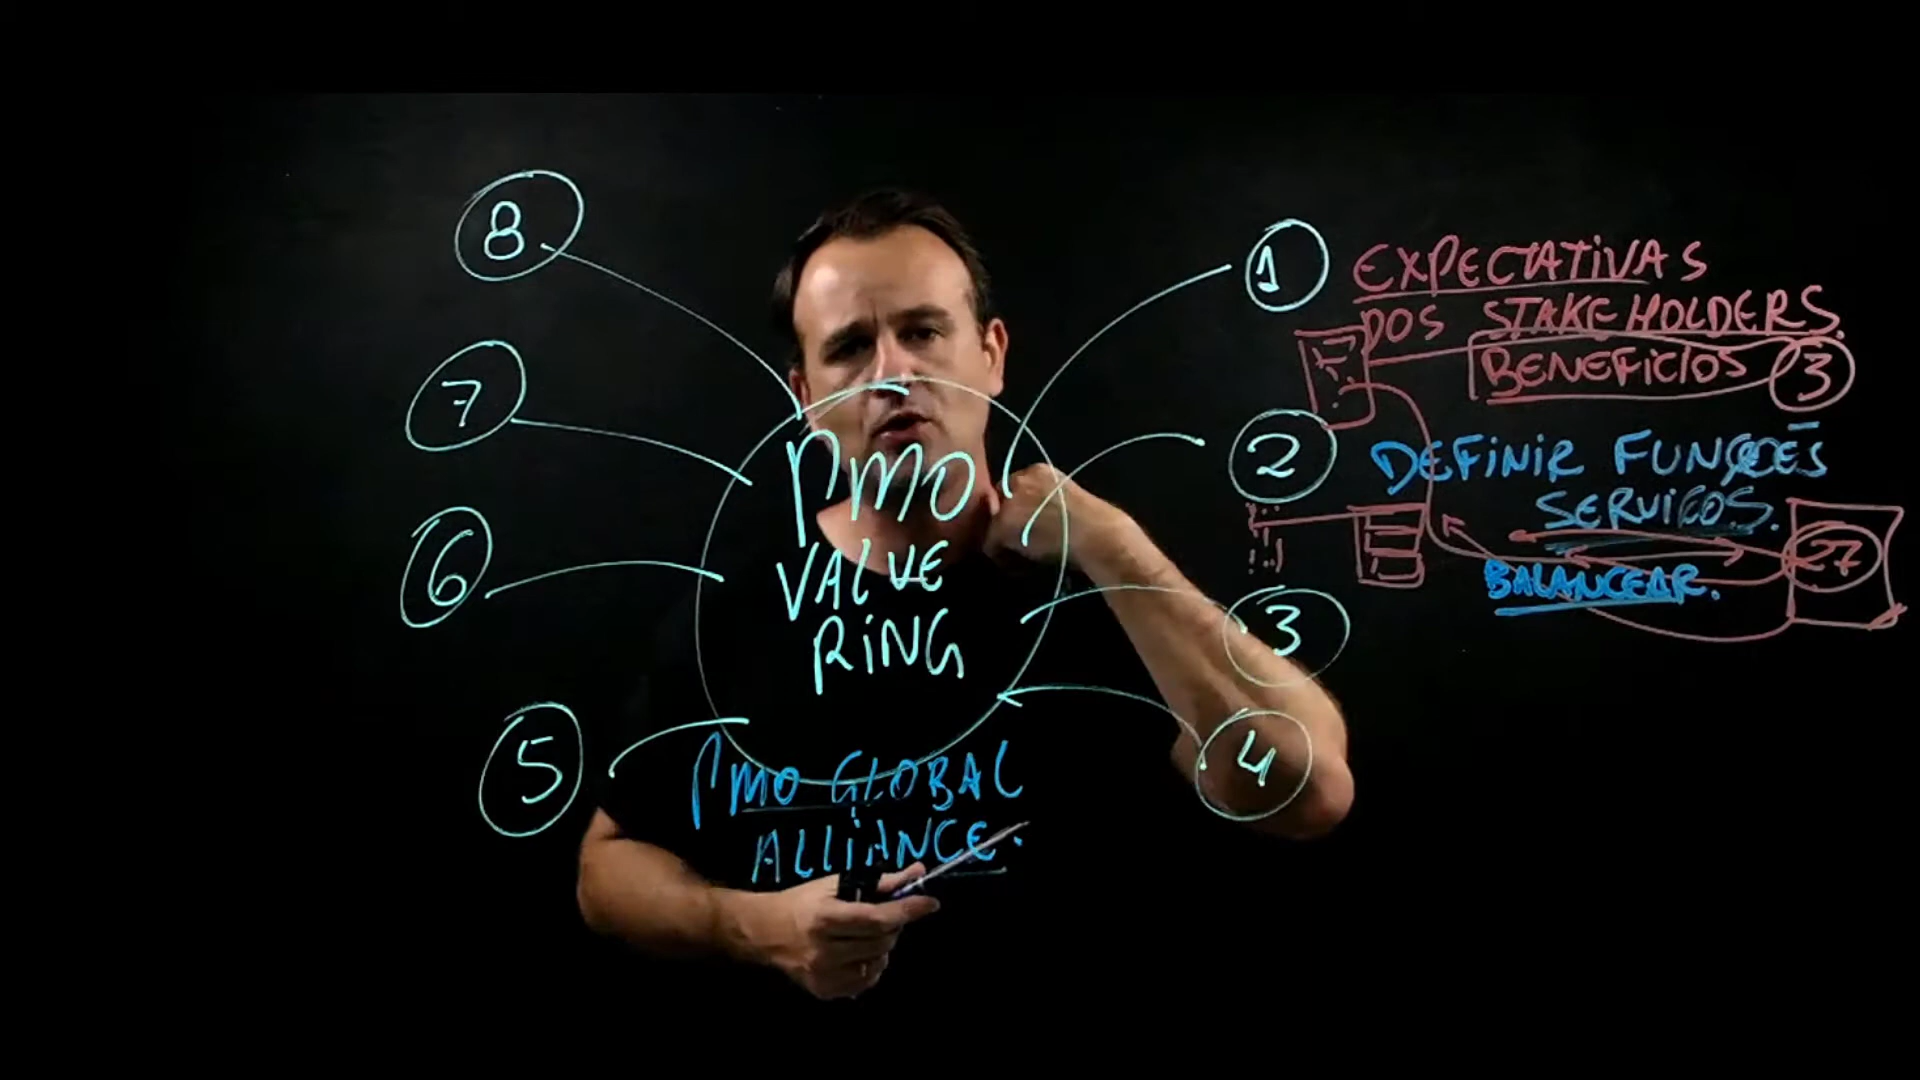 8
7
6
5
PMO
VALUE
RING
PMO GLOBAL
ALLIANCE.
1
EXPECTATIVAS
DOS STAKEHOLDERS.
BENEFICIOS 3
2
DEFINIR FUNÇÕES
SERVIÇOS.
27
BALANCEAR.
3
4